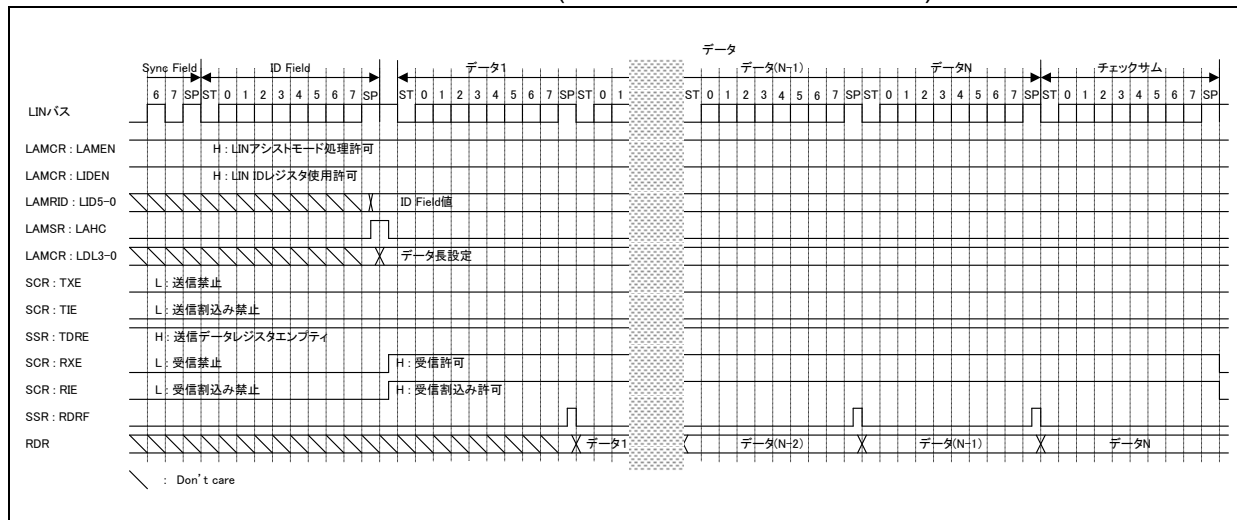 データ
Sync Field ID Field データ1 データ(N-1) データN チェックサム
6 7 SP ST 0 1 2 3 4 5 6 7 SP ST 0 1 2 3 4 5 6 7 SP ST 0 1 ST 0 1 2 3 4 5 6 7 SP ST 0 1 2 3 4 5 6 7 SP ST 0 1 2 3 4 5 6 7 SP
LINバス
LAMCR : LAMEN H : LINアシストモード処理許可
LAMCR : LIDEN H : LIN IDレジスタ使用許可
LAMRID : LID5-0 ID Field値
LAMSR : LAHC
LAMCR : LDL3-0 データ長設定
SCR : TXE L : 送信禁止
SCR : TIE L : 送信割込み禁止
SSR : TDRE H : 送信データレジスタエンプティ
SCR : RXE L : 受信禁止 H : 受信許可
SCR : RIE L : 受信割込み禁止 H : 受信割込み許可
SSR : RDRF
RDR データ1 データ(N-2) データ(N-1) データN
: Don't care